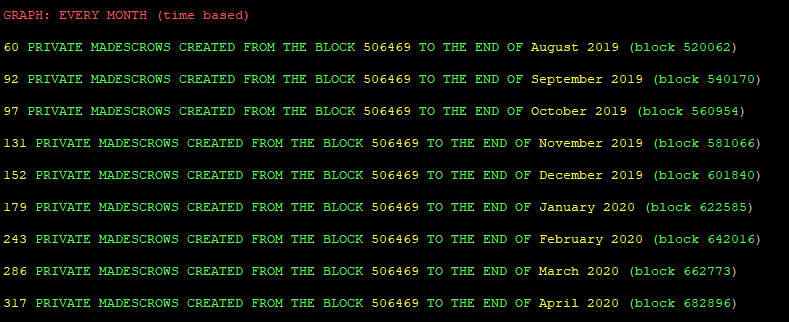 GRAPH: EVERY MONTH (time based)
60 PRIVATE MADESCROWS CREATED FROM THE BLOCK 506469 TO THE END OF August 2019 (block 520062)
92 PRIVATE MADESCROWS CREATED FROM THE BLOCK 506469 TO THE END OF September 2019 (block 540170)
97 PRIVATE MADESCROWS CREATED FROM THE BLOCK 506469 TO THE END OF October 2019 (block 560954)
131 PRIVATE MADESCROWS CREATED FROM THE BLOCK 506469 TO THE END OF November 2019 (block 581066)
152 PRIVATE MADESCROWS CREATED FROM THE BLOCK 506469 TO THE END OF December 2019 (block 601840)
179 PRIVATE MADESCROWS CREATED FROM THE BLOCK 506469 TO THE END OF January 2020 (block 622585)
243 PRIVATE MADESCROWS CREATED FROM THE BLOCK 506469 TO THE END OF February 2020 (block 642016)
286 PRIVATE MADESCROWS CREATED FROM THE BLOCK 506469 TO THE END OF March 2020 (block 662773)
317 PRIVATE MADESCROWS CREATED FROM THE BLOCK 506469 TO THE END OF April 2020 (block 682896)